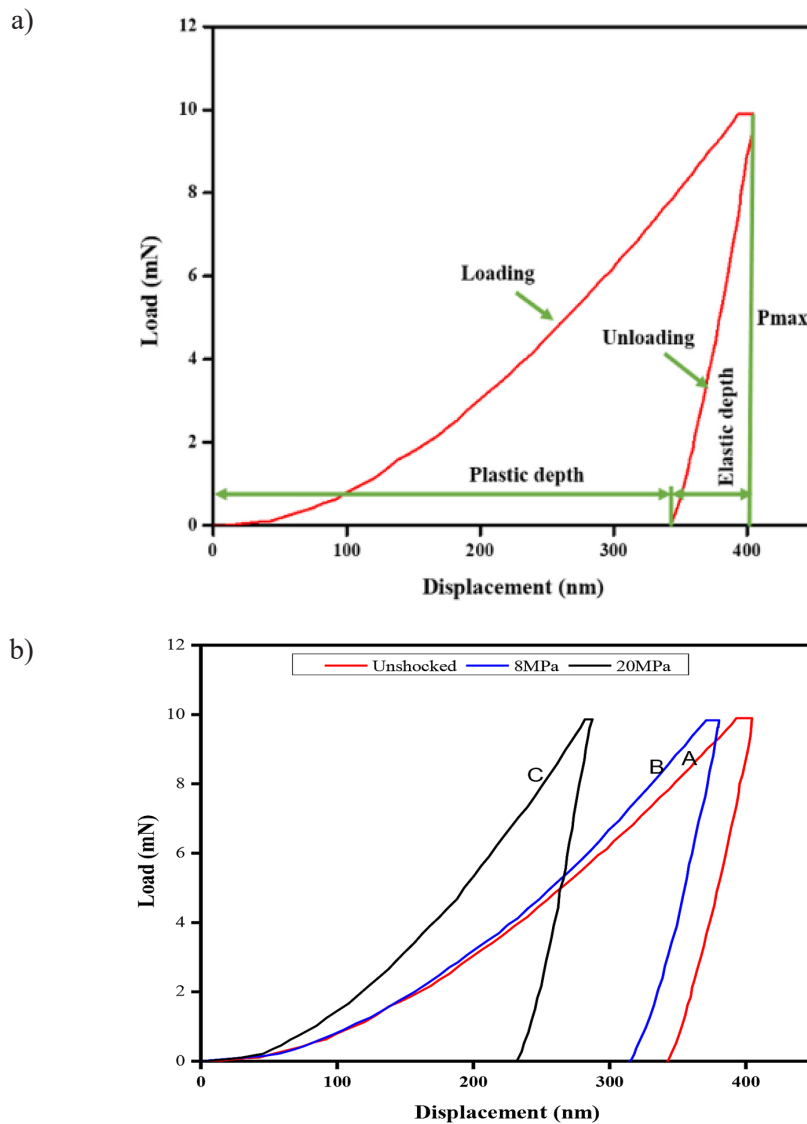 a)
12
10
8
6
4
2
0
Load (mN)
Loading
Unloading
Pmax
Elastic depth
Plastic depth
0 100 200 300 400
Displacement (nm)
b)
12
10
8
6
4
2
0
Load (mN)
Unshocked 8MPa 20MPa
C B A
0 100 200 300 400
Displacement (nm)